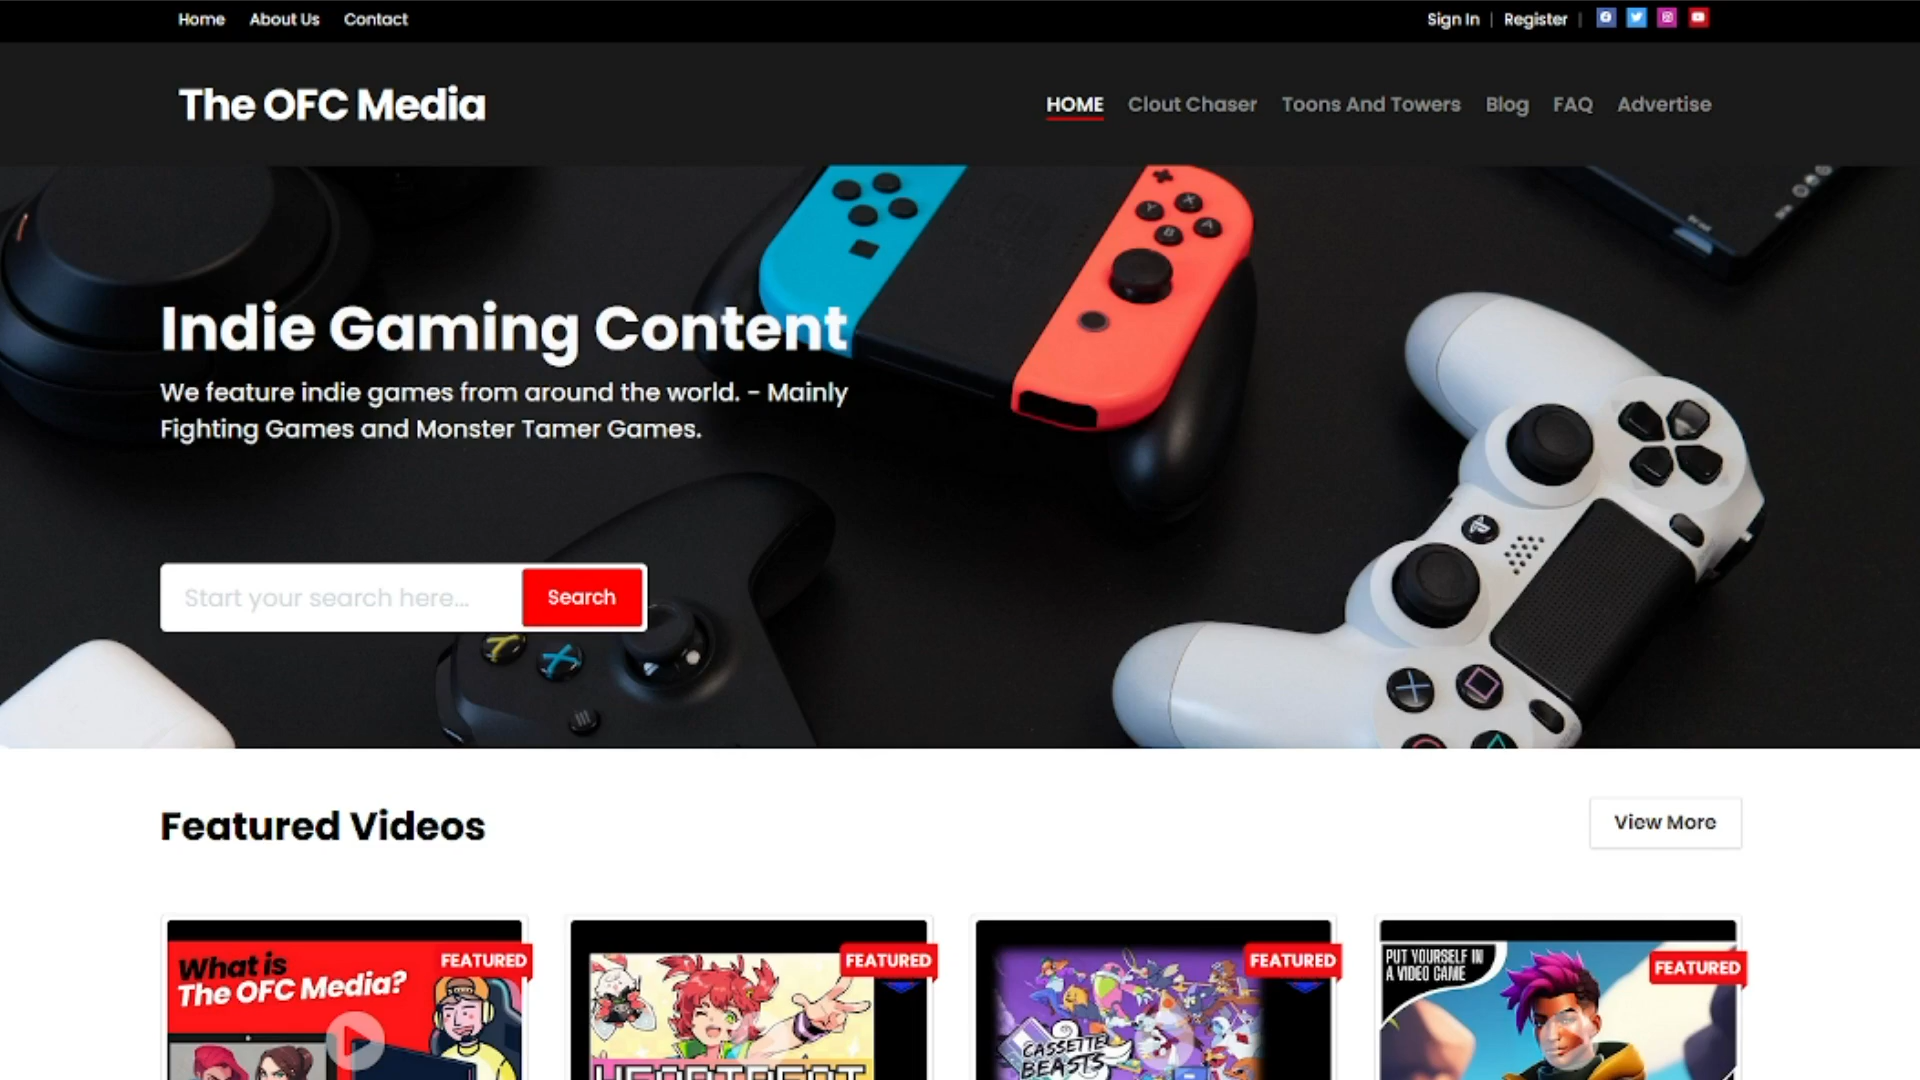 Home About Us Contact
Sign In | Register |
The OFC Media
HOME Clout Chaser Toons And Towers Blog FAQ Advertise
Y X B A
Indie Gaming Content
We feature indie games from around the world. - Mainly
Fighting Games and Monster Tamer Games.
Start your search here...
Search
Y X
Featured Videos
View More
What is
The OFC Media?
FEATURED
HEARTBEAT
FEATURED
CASSETTE
BEASTS
FEATURED
PUT YOURSELF IN
A VIDEO GAME
FEATURED